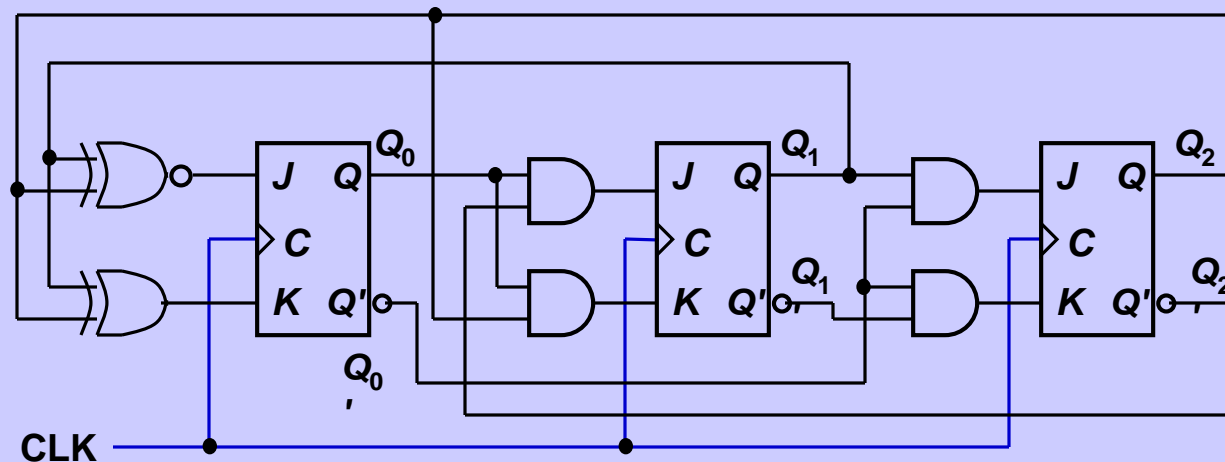 Q0 Q1 Q2
J Q J Q J Q
C C C
Q1' Q2'
K Q' K Q' K Q'
Q0'
CLK